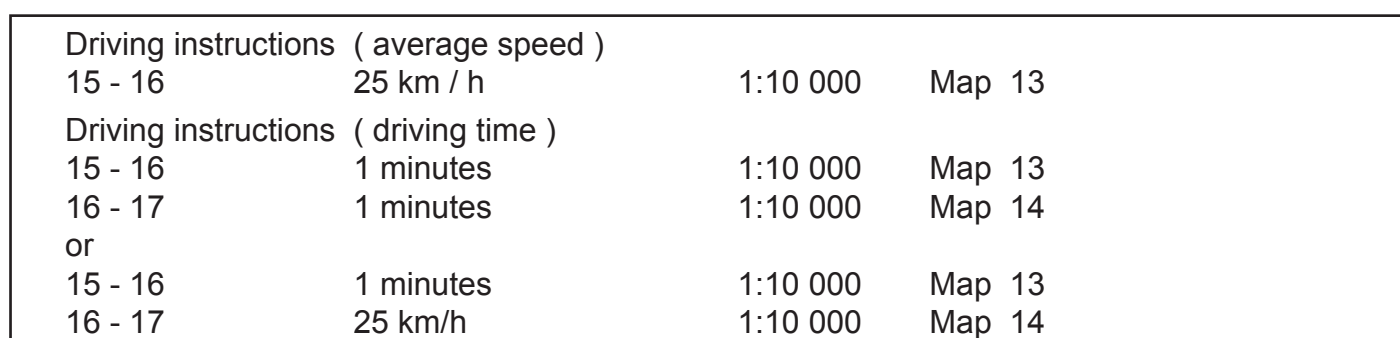 Driving instructions ( average speed )
15 - 16 25 km / h 1:10 000 Map 13
Driving instructions ( driving time )
15 - 16 1 minutes 1:10 000 Map 13
16 - 17 1 minutes 1:10 000 Map 14
or
15 - 16 1 minutes 1:10 000 Map 13
16 - 17 25 km/h 1:10 000 Map 14